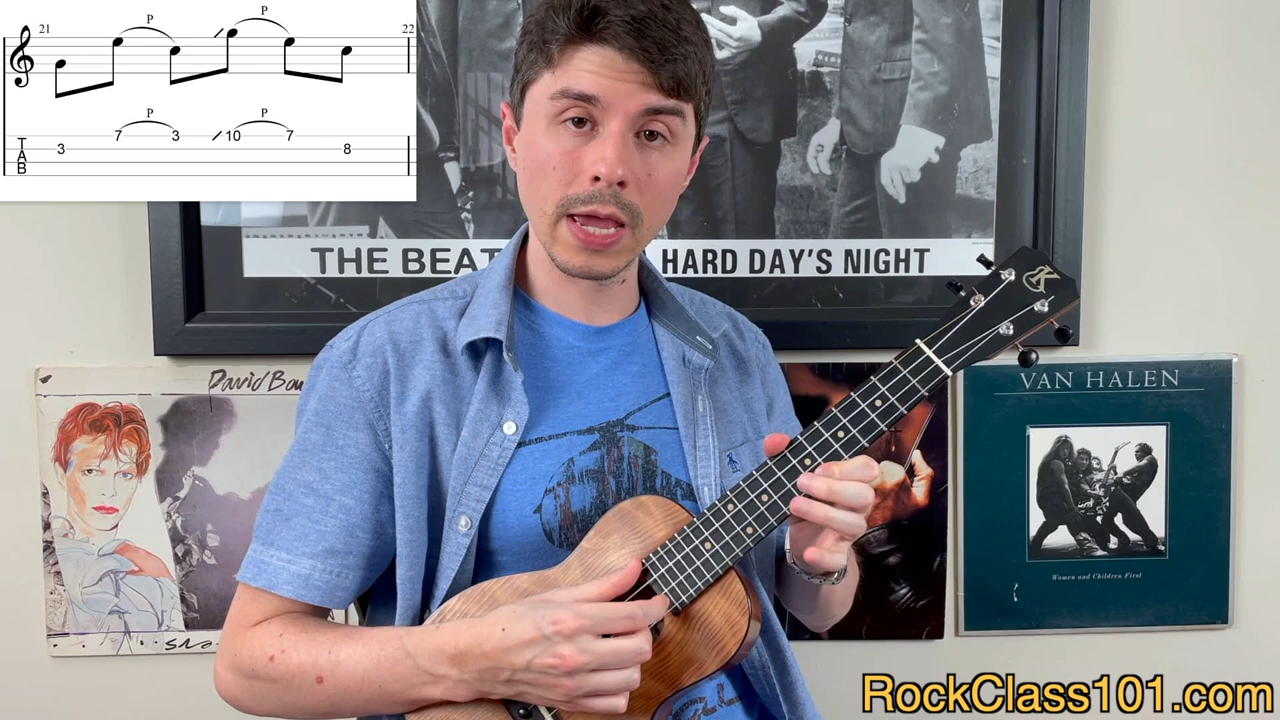 21 P P 22
P P
7 3 10 7
3 8
T
A
B
THE BEAT
HARD DAY'S NIGHT
K
David Bow
VAN HALEN
Women and Children First
RockClass101.com